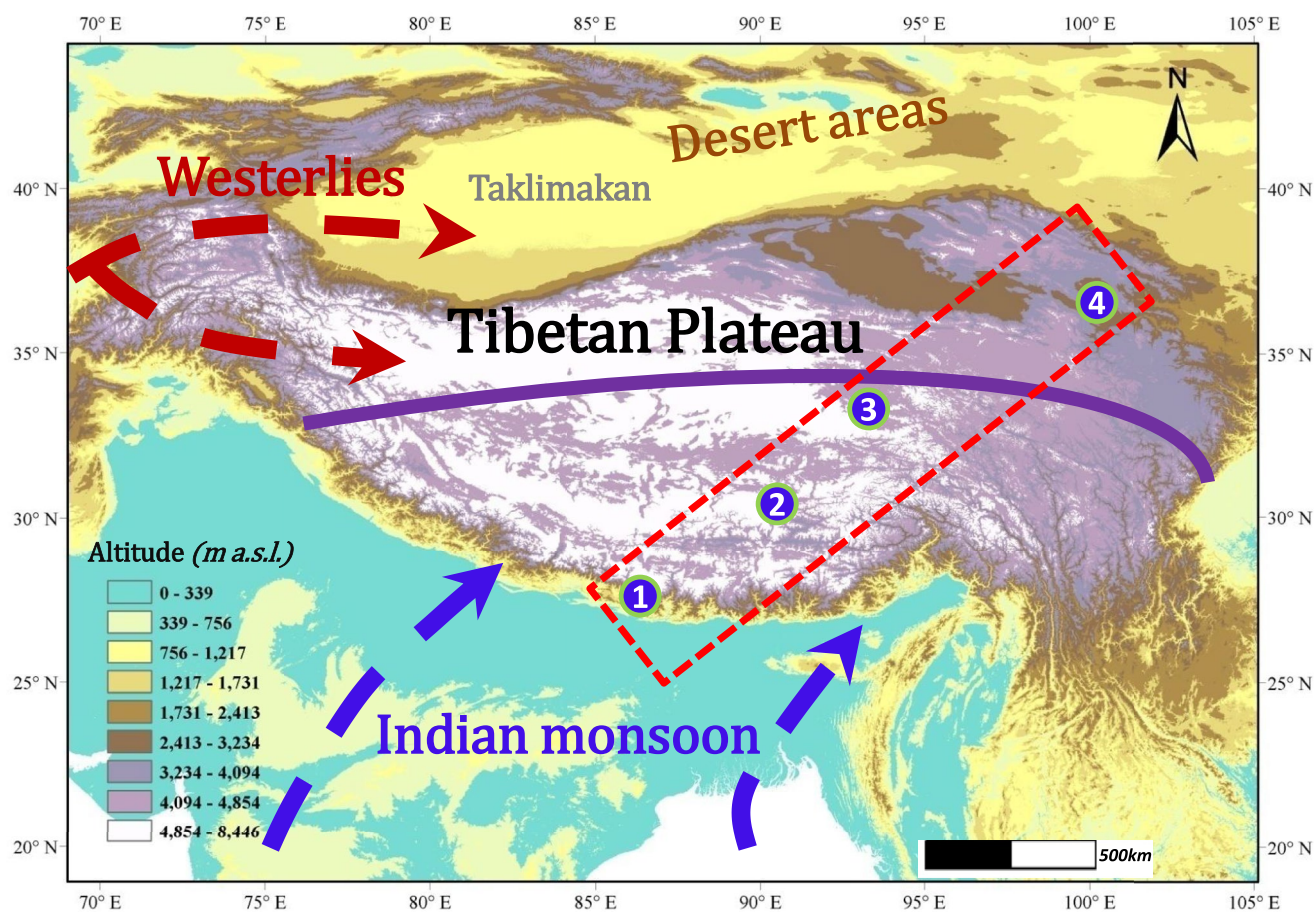 70° E 75° E 80° E 85° E 90° E 95° E 100° E 105° E
N
Desert areas
Westerlies
Taklimakan
40° N 40° N
4
Tibetan Plateau
35° N 35° N
3
2
30° N 30° N
1
Altitude (m a.s.l.)
0 - 339
339 - 756
756 - 1,217
1,217 - 1,731
1,731 - 2,413
2,413 - 3,234
3,234 - 4,094
4,094 - 4,854
4,854 - 8,446
25° N 25° N
Indian monsoon
20° N 20° N
500km
70° E 75° E 80° E 85° E 90° E 95° E 100° E 105° E